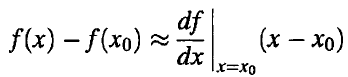 f(x) − f(x₀) ≈ df/dx |ₓ₌ₓ₀ (x − x₀)